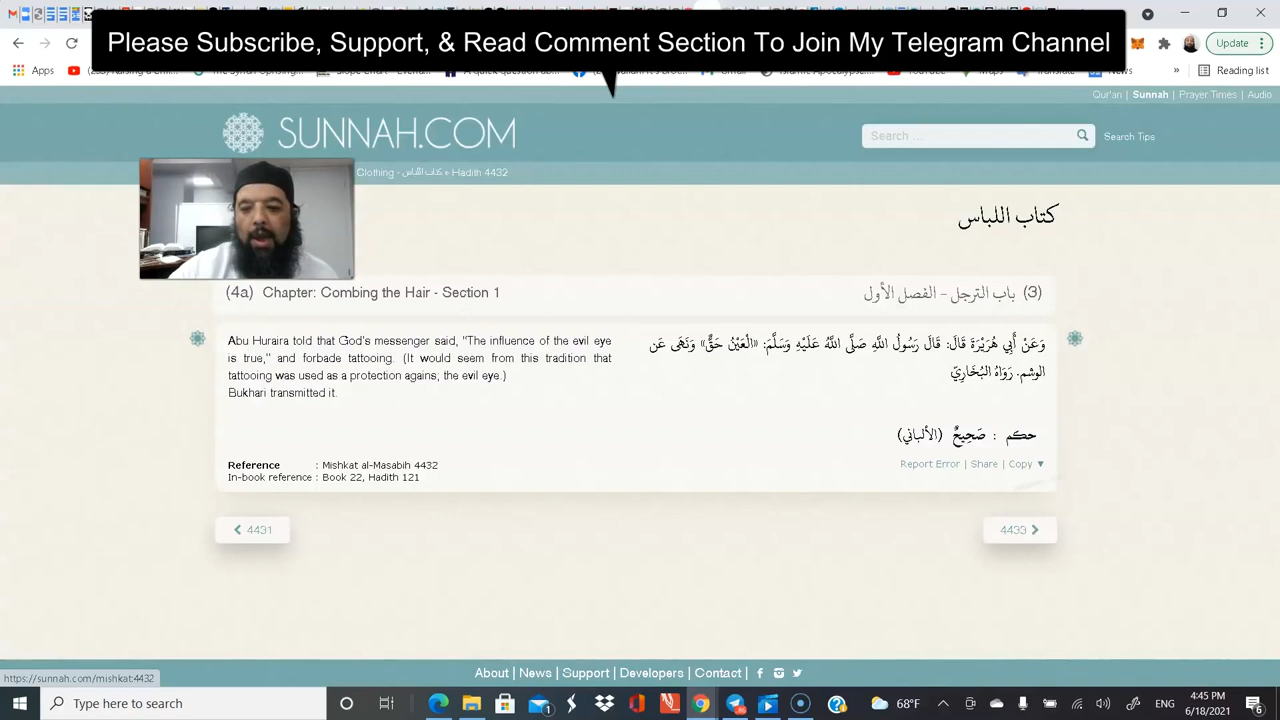 Please Subscribe, Support, & Read Comment Section To Join My Telegram Channel
Update
Apps
Reading list
Qur'an | Sunnah | Prayer Times | Audio
SUNNAH.COM
Search ...
Search Tips
Clothing - كتاب اللباس » Hadith 4432
كتاب اللباس
(4a) Chapter: Combing the Hair - Section 1
(3) باب الترجل - الفصل الأول
Abu Huraira told that God's messenger said, "The influence of the evil eye
is true," and forbade tattooing. (It would seem from this tradition that
tattooing was used as a protection agains; the evil eye.)
Bukhari transmitted it.
وَعَنْ أَبِي هُرَيْرَةَ قَالَ: قَالَ رَسُولُ اللَّهِ صَلَّى اللَّهُ عَلَيْهِ وَسَلَّمَ: «الْعَيْنُ حَقٌّ» وَنَهَى عَن
الوشم. رَوَاهُ البُخَارِيّ
حكم : صَحِيحٌ (الألباني)
Reference : Mishkat al-Masabih 4432
In-book reference : Book 22, Hadith 121
Report Error | Share | Copy ▼
4431
4433
About | News | Support | Developers | Contact |
https://sunnah.com/mishkat:4432
Type here to search
68°F
4:45 PM
6/18/2021